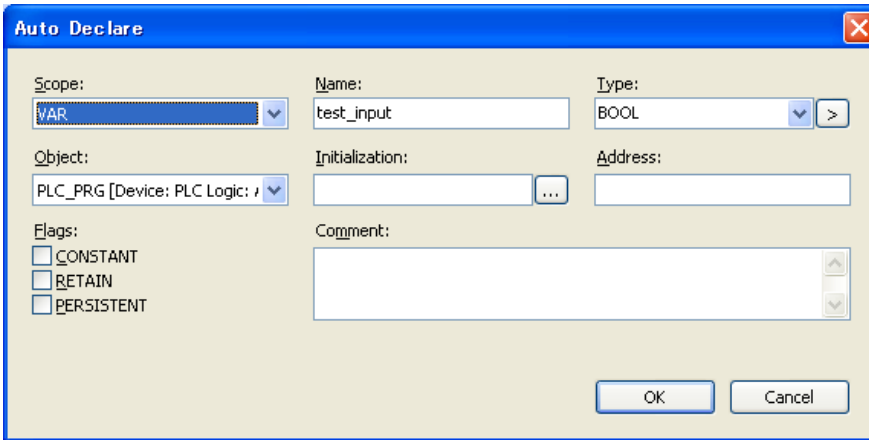 Auto Declare
Scope: Name: Type:
VAR test_input BOOL >
Object: Initialization: Address:
PLC_PRG [Device: PLC Logic: ...
Flags: Comment:
CONSTANT
RETAIN
PERSISTENT
OK Cancel